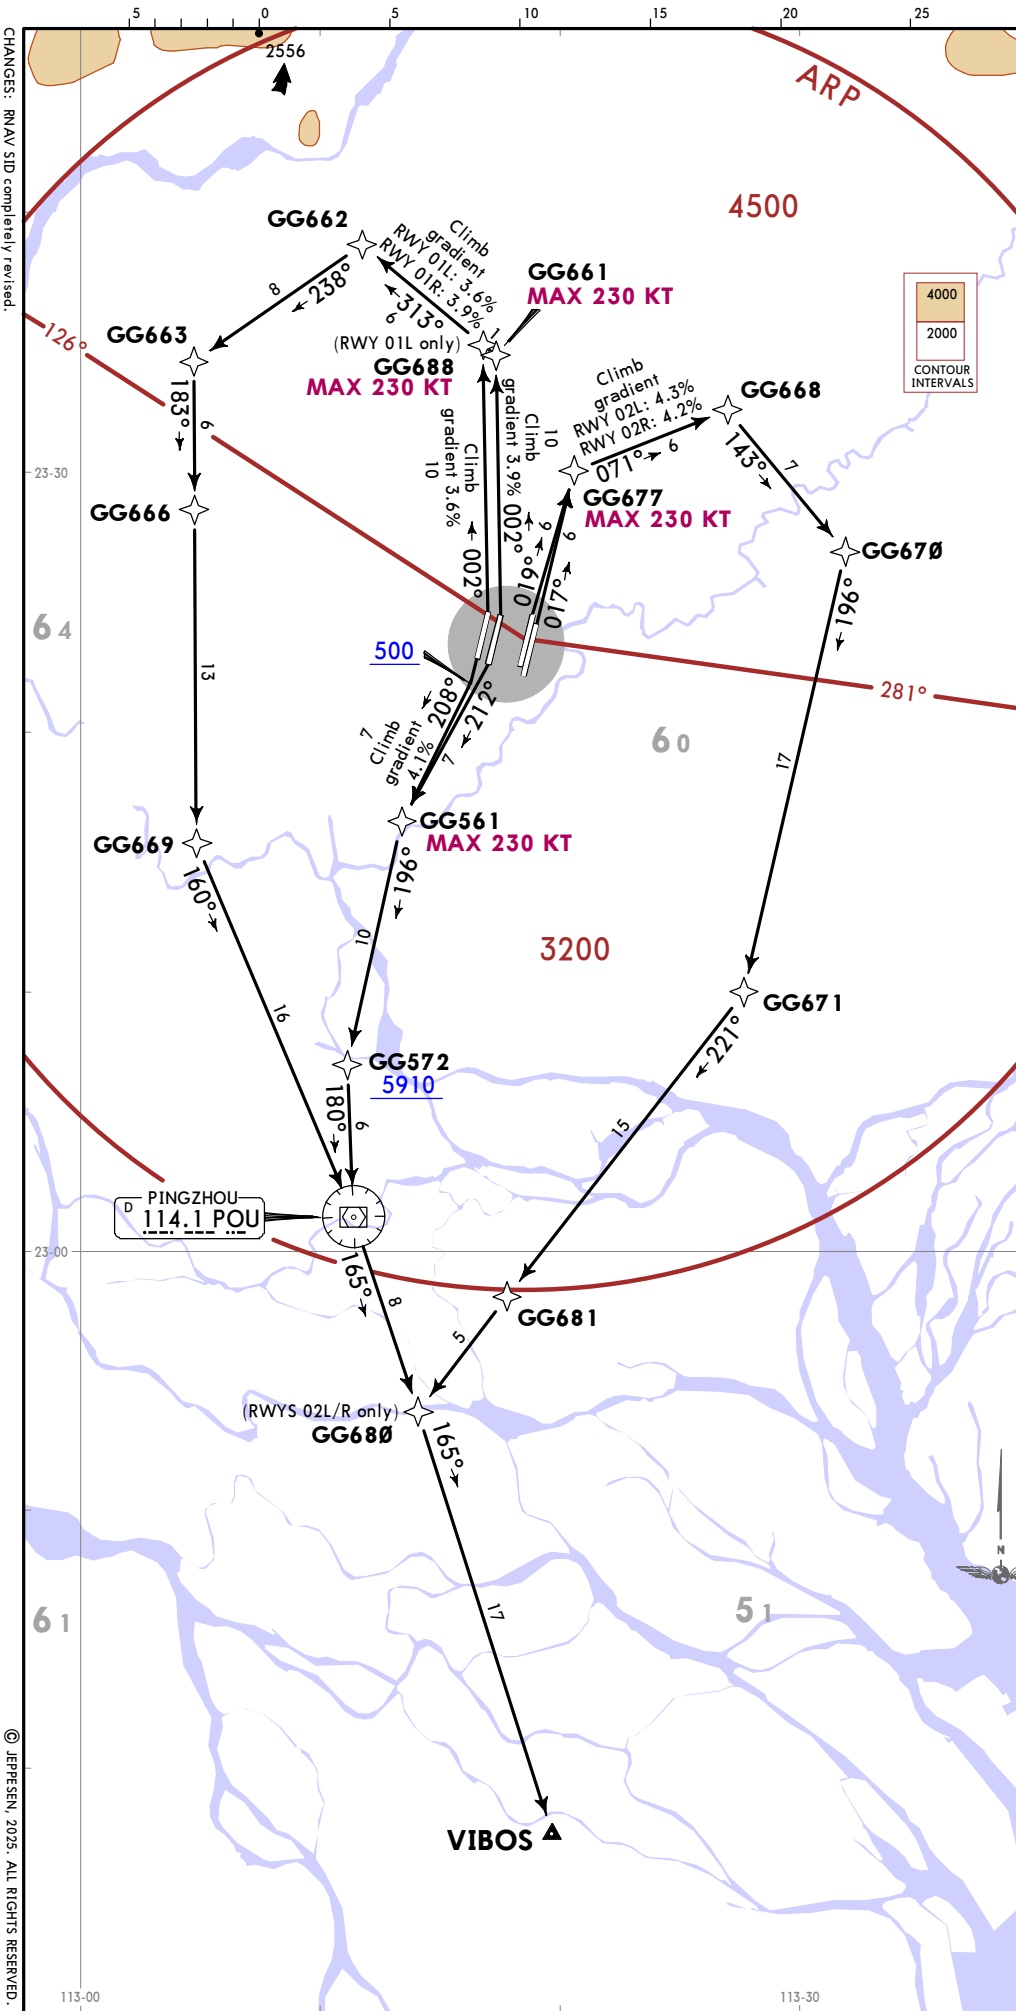 5 0 5 10 15 20 25
CHANGES: RNAV SID completely revised.
2556
ARP
4500
GG662
Climb
gradient
RWY 01L: 3.6%
RWY 01R: 3.9%
313°
6
1
GG661
MAX 230 KT
4000
2000
CONTOUR
INTERVALS
8
238°
126°
GG663
(RWY 01L only)
GG688
MAX 230 KT
183°
6
Climb
gradient 3.6%
10
002°
10
Climb
gradient 3.9%
002°
Climb
gradient
RWY 02L: 4.3%
RWY 02R: 4.2%
071°
6
GG668
143°
7
23-30
GG677
MAX 230 KT
GG666
GG670
019°
6
017°
6
196°
64
500
281°
13
60
208°
212°
7
Climb
gradient
4.1%
7
17
GG561
MAX 230 KT
GG669
160°
196°
10
3200
16
GG671
221°
GG572
5910
180°
6
15
PINGZHOU
D
114.1 POU
23-00
165°
8
GG681
5
(RWYS 02L/R only)
GG680
165°
N
17
61
51
VIBOS
© JEPPESEN, 2025. ALL RIGHTS RESERVED.
113-00
113-30